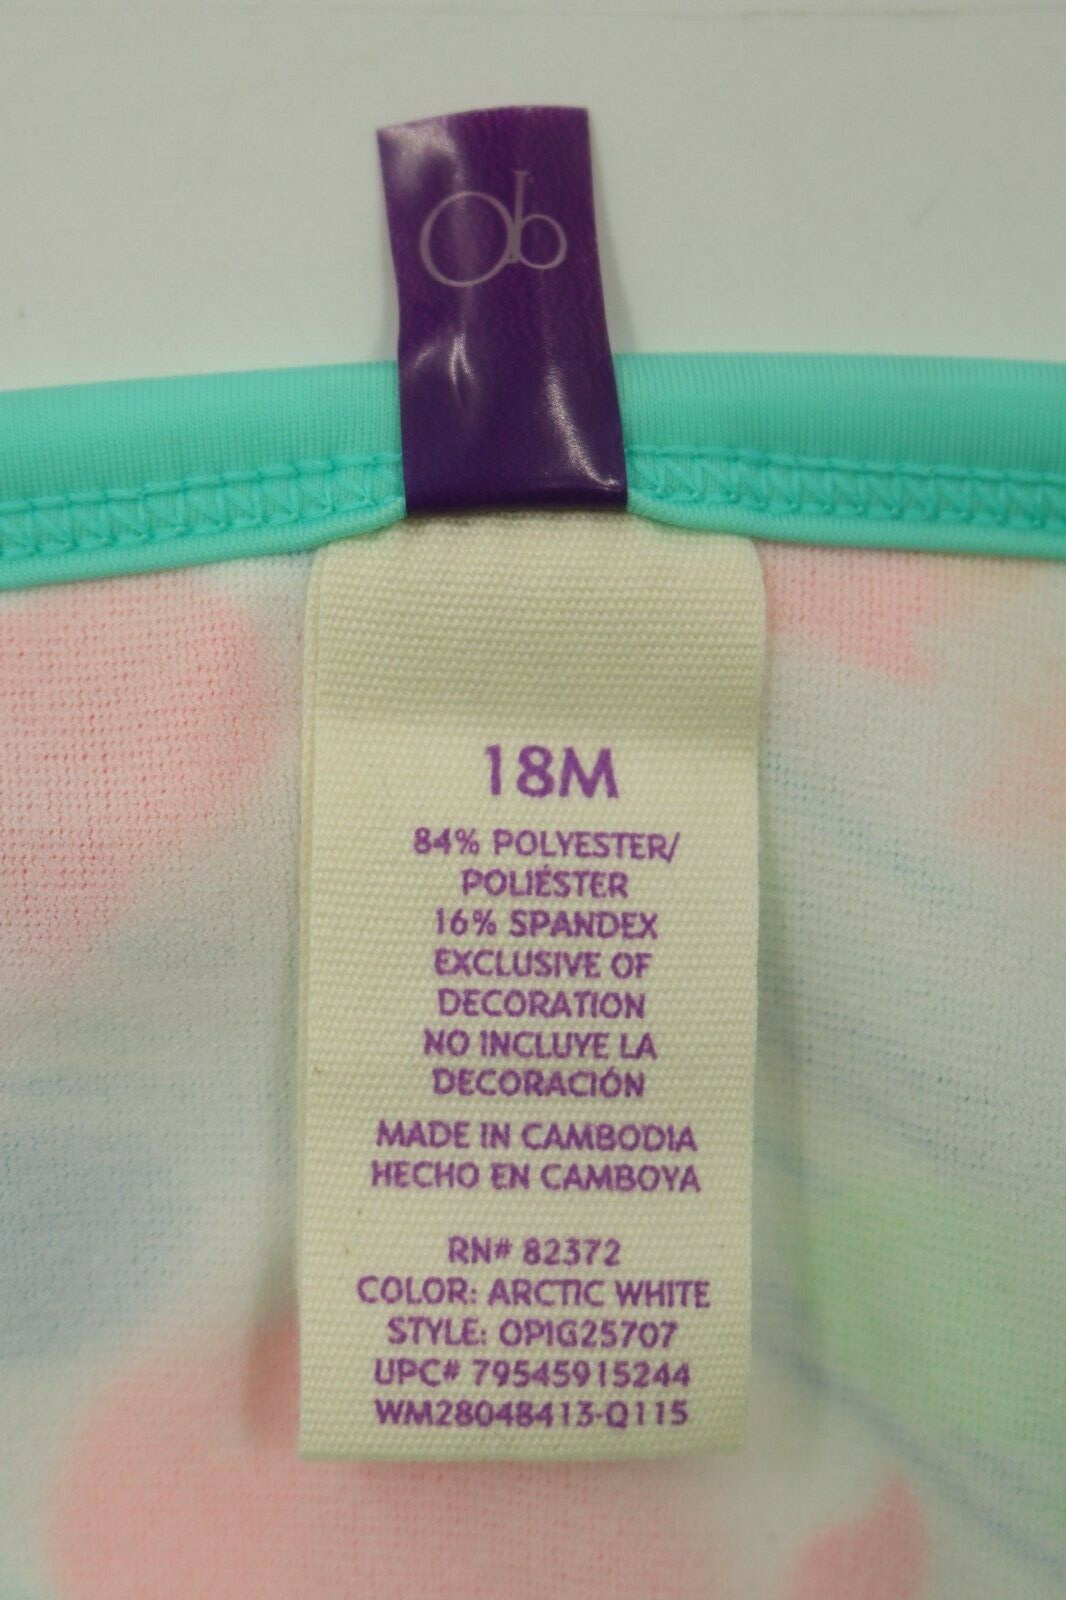 Ob
18M
84% POLYESTER/
POLIÉSTER
16% SPANDEX
EXCLUSIVE OF
DECORATION
NO INCLUYE LA
DECORACIÓN
MADE IN CAMBODIA
HECHO EN CAMBOYA
RN# 82372
COLOR: ARCTIC WHITE
STYLE: OPIG25707
UPC# 79545915244
WM28048413-Q115